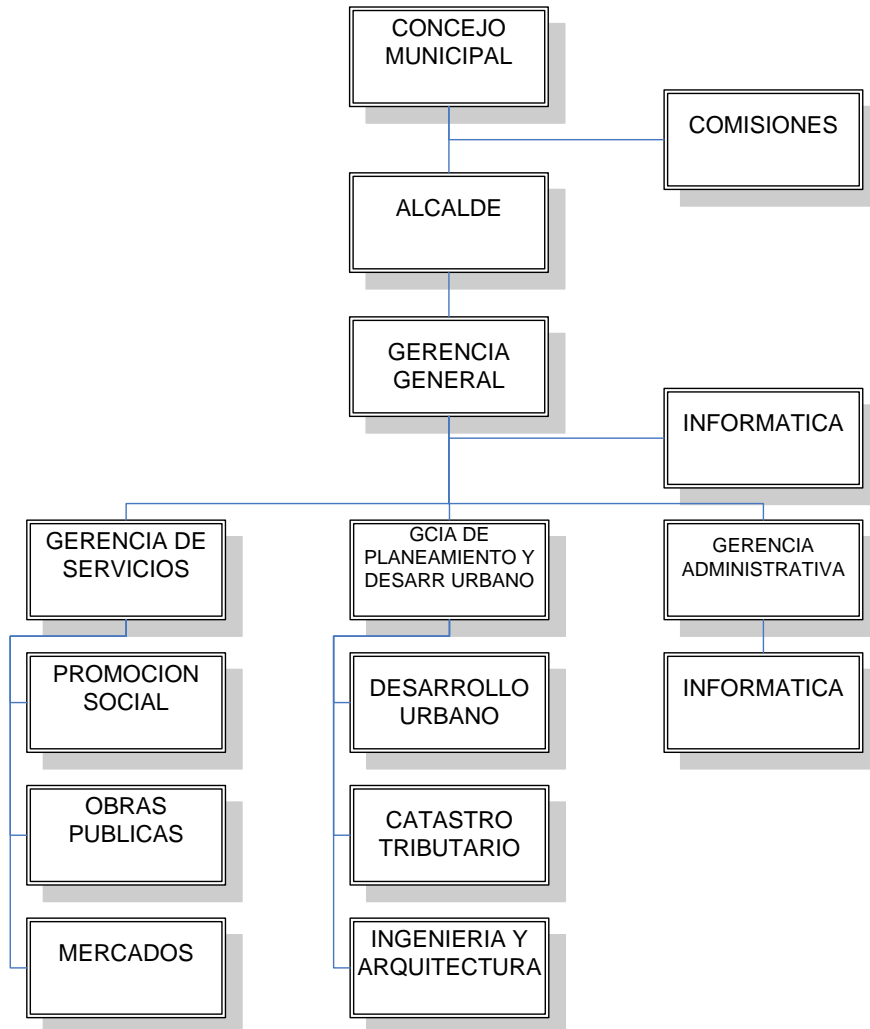 CONCEJO
MUNICIPAL
COMISIONES
ALCALDE
GERENCIA
GENERAL
INFORMATICA
GERENCIA DE
SERVICIOS
GCIA DE
PLANEAMIENTO Y
DESARR URBANO
GERENCIA
ADMINISTRATIVA
PROMOCION
SOCIAL
DESARROLLO
URBANO
INFORMATICA
OBRAS
PUBLICAS
CATASTRO
TRIBUTARIO
MERCADOS
INGENIERIA Y
ARQUITECTURA